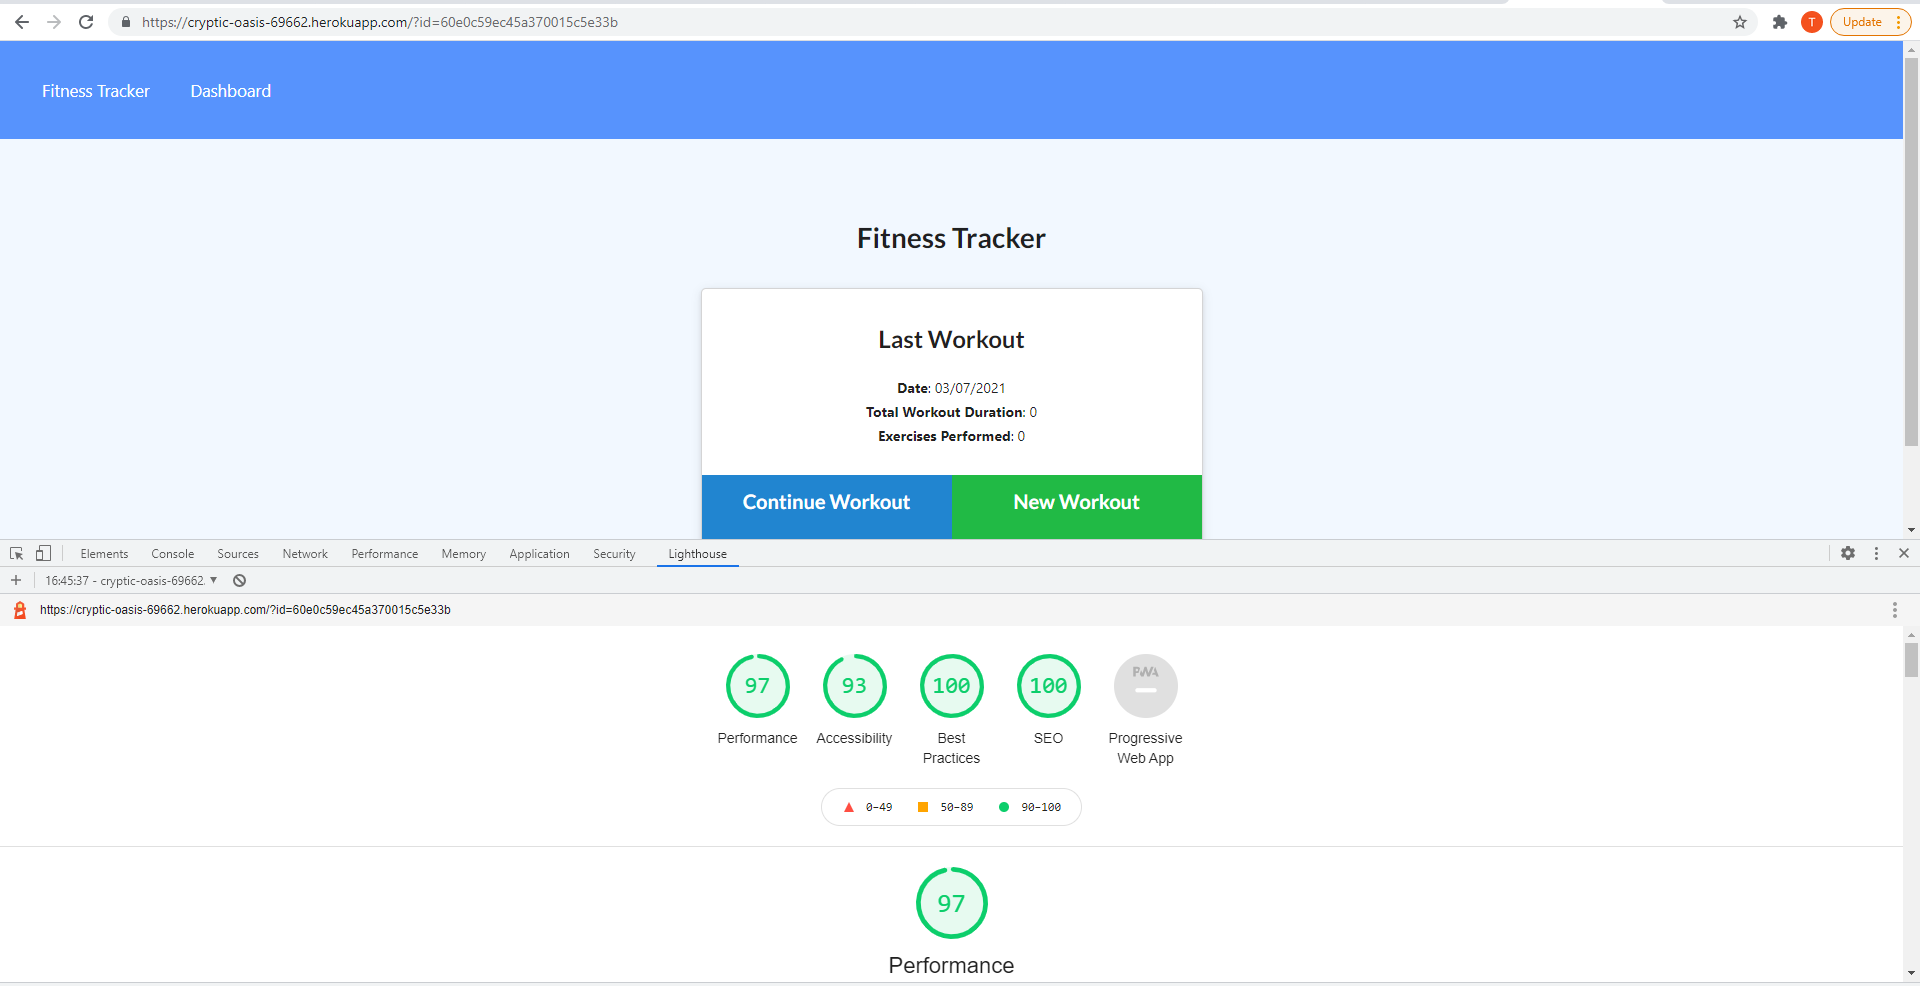 https://cryptic-oasis-69662.herokuapp.com/?id=60e0c59ec45a370015c5e33b
T
Update
Fitness Tracker Dashboard
Fitness Tracker
Last Workout
Date: 03/07/2021
Total Workout Duration: 0
Exercises Performed: 0
Continue Workout New Workout
Elements Console Sources Network Performance Memory Application Security Lighthouse
16:45:37 - cryptic-oasis-69662.
https://cryptic-oasis-69662.herokuapp.com/?id=60e0c59ec45a370015c5e33b
97 93 100 100 PWA
Performance Accessibility Best Practices SEO Progressive Web App
0–49 50–89 90–100
97
Performance